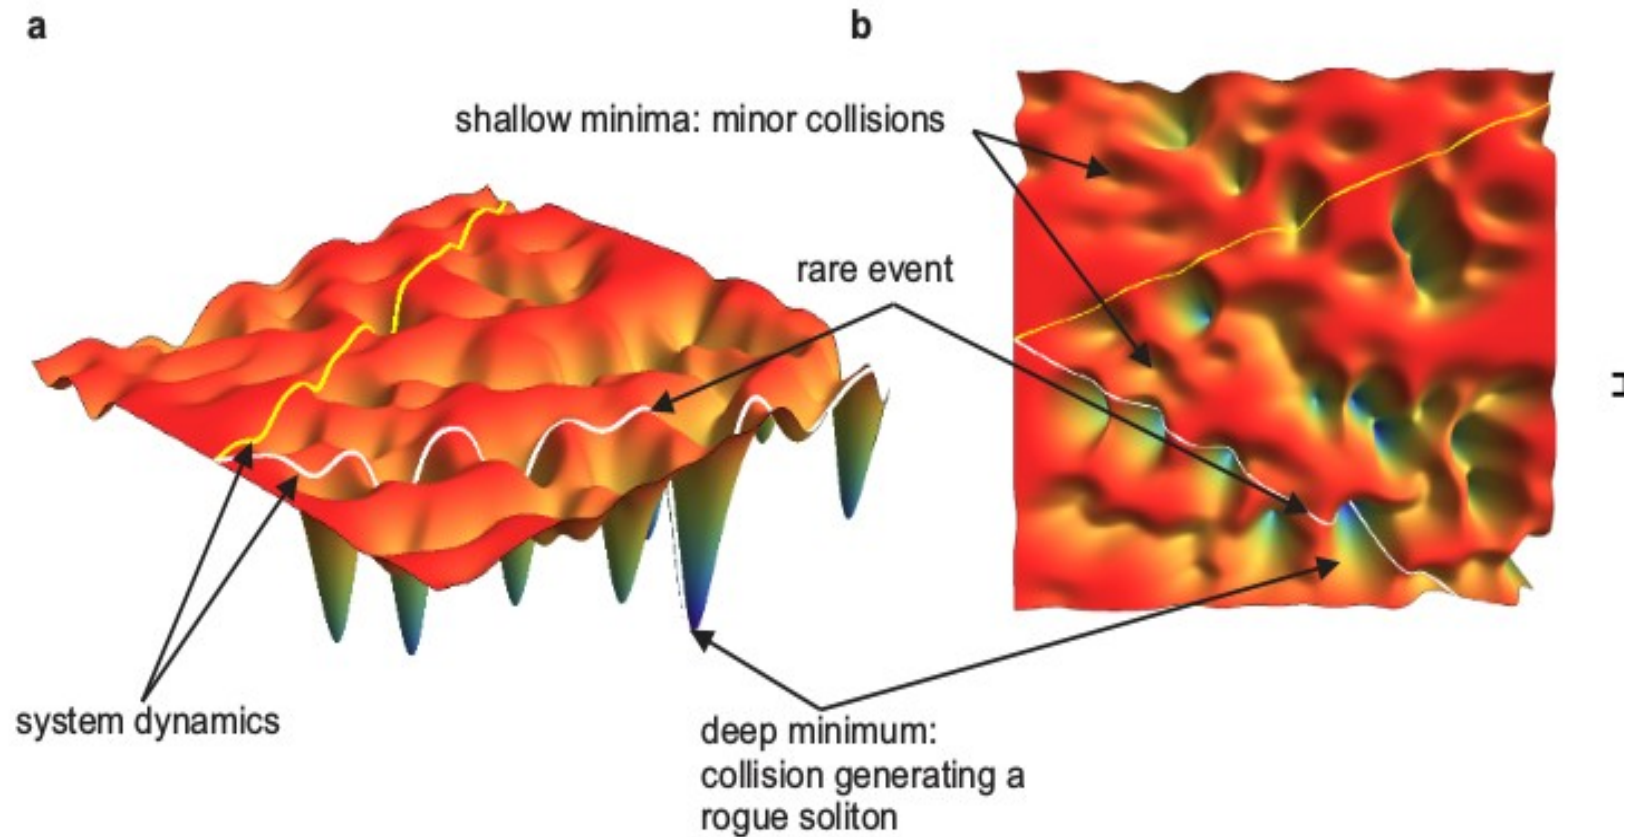 a
b
shallow minima: minor collisions
rare event
system dynamics
deep minimum:
collision generating a
rogue soliton